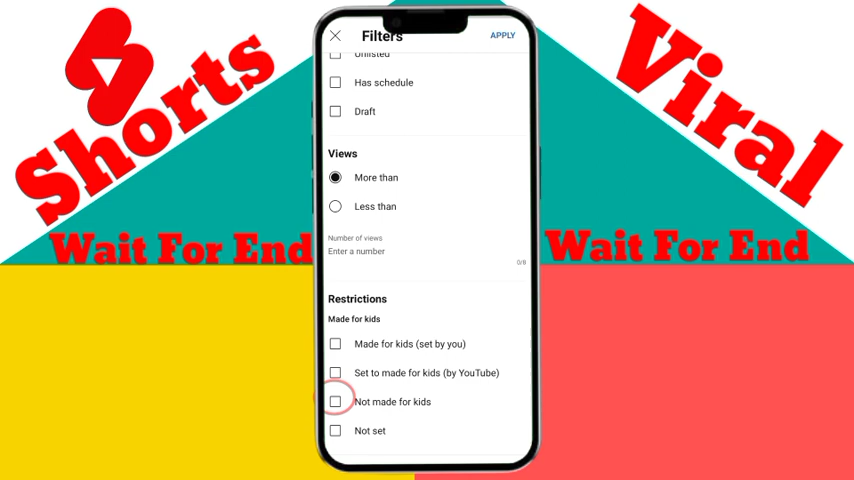 Filters
APPLY
Unlisted
Has schedule
Draft
Views
More than
Less than
Number of views
Enter a number
0/8
Restrictions
Made for kids
Made for kids (set by you)
Set to made for kids (by YouTube)
Not made for kids
Not set
Shorts
Wait For End
Viral
Wait For End